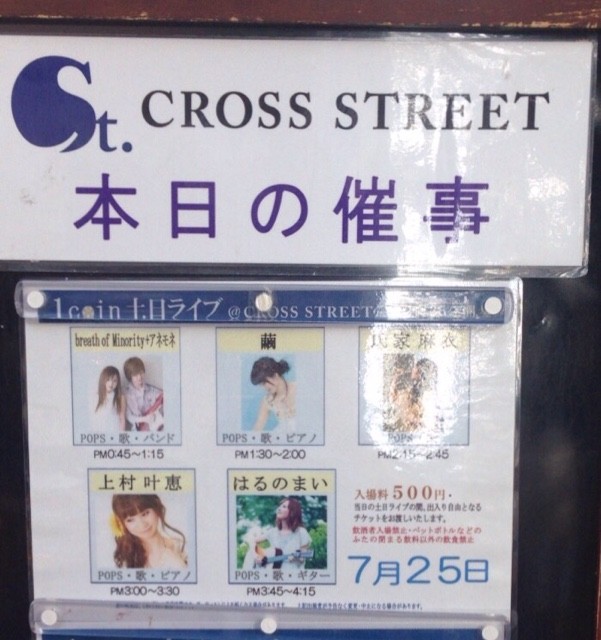 St. CROSS STREET
本日の催事
1coin 土日ライブ @CROSS STREET
breath of Minority+アネモネ
POPS・歌・バンド
PM0:45〜1:15
繭
POPS・歌・ピアノ
PM1:30〜2:00
氏家麻衣
POPS
PM2:15〜2:45
上村叶恵
POPS・歌・ピアノ
PM3:00〜3:30
はるのまい
POPS・歌・ギター
PM3:45〜4:15
入場料500円・
当日の土日ライブの間、出入り自由となる
チケットをお渡しいたします。
飲酒者入場禁止・ペットボトルなどの
ふたの閉まる飲料以外の飲食禁止
7月25日